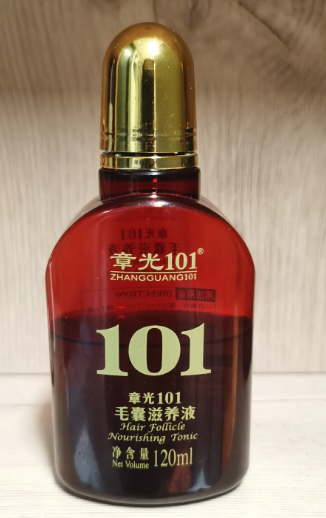 章光101®
ZHANGGUANG101
DIRECTIONS
101
章光101
毛囊滋养液
Hair Follicle
Nourishing Tonic
净含量 120ml
Net Volume